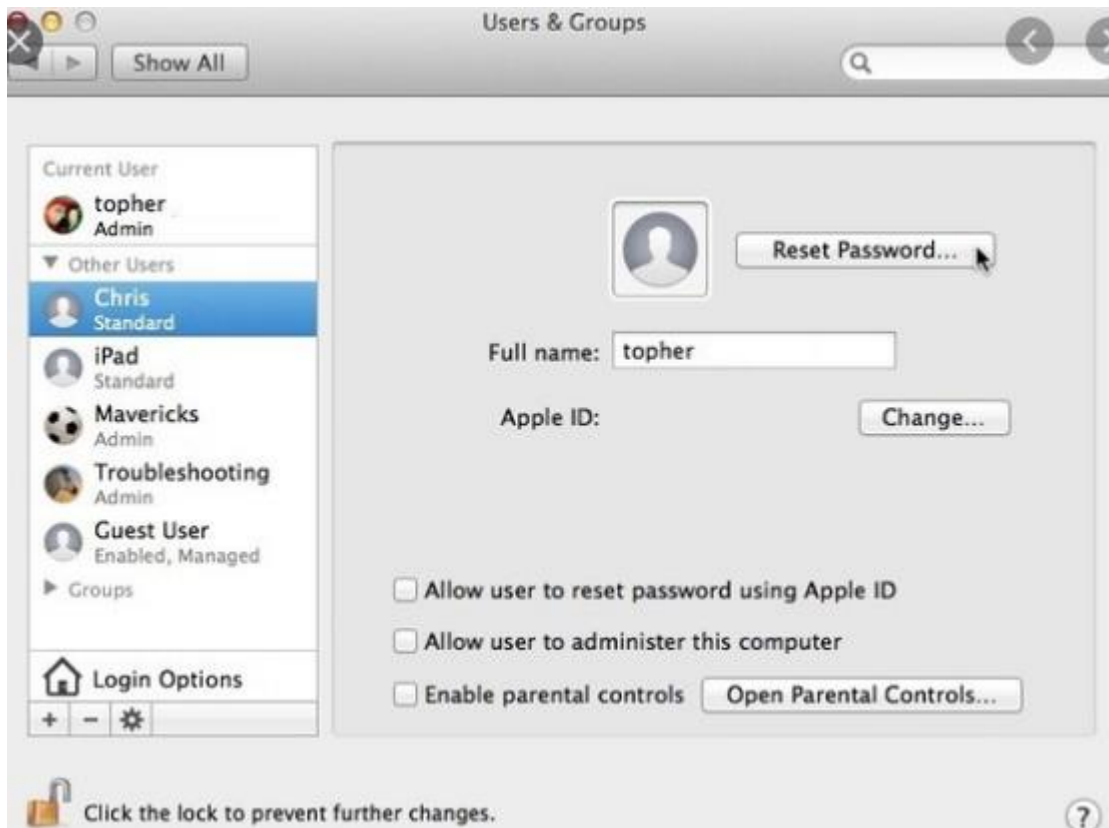 Users & Groups
Show All
Current User
topher
Admin
Other Users
Chris
Standard
iPad
Standard
Mavericks
Admin
Troubleshooting
Admin
Guest User
Enabled, Managed
Groups
Login Options
+ -
Reset Password...
Full name: topher
Apple ID: Change...
Allow user to reset password using Apple ID
Allow user to administer this computer
Enable parental controls Open Parental Controls...
Click the lock to prevent further changes.
?